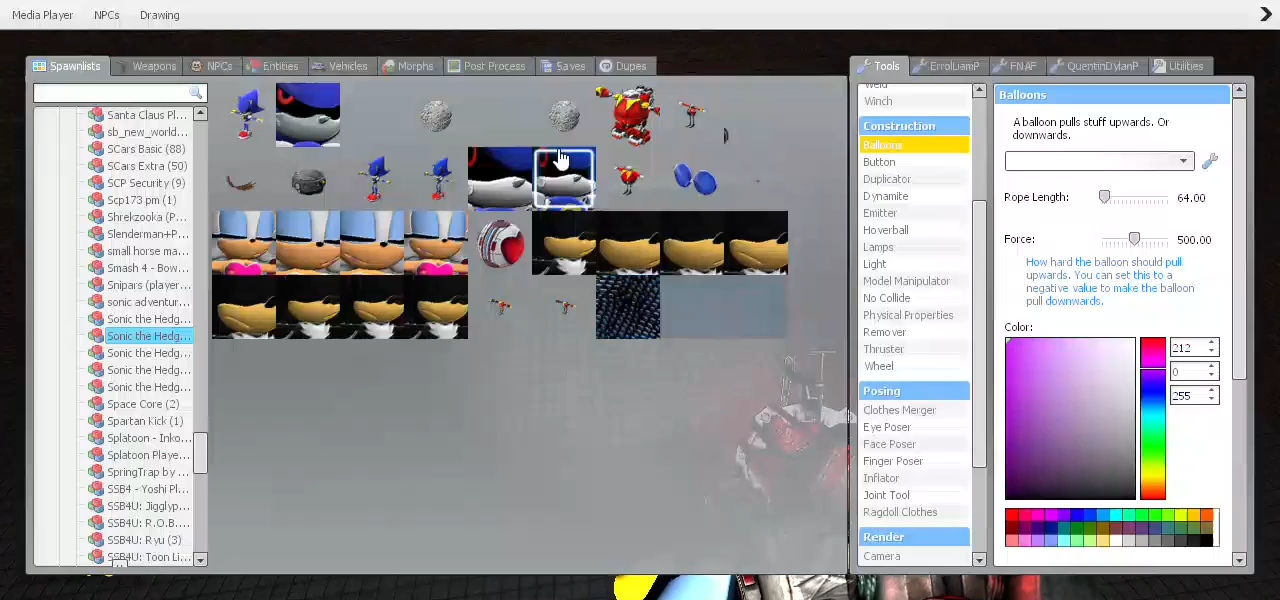 Media Player NPCs Drawing
Spawnlists Weapons NPCs Entities Vehicles Morphs Post Process Saves Dupes
Santa Claus Pl...
sb_new_world...
SCars Basic (88)
SCars Extra (50)
SCP Security (9)
Scp173 pm (1)
Shrekzooka (P...
Slenderman+P...
small horse ma...
Smash 4 - Bow...
Snipars (player...
sonic adventur...
Sonic the Hedg...
Sonic the Hedg...
Sonic the Hedg...
Sonic the Hedg...
Sonic the Hedg...
Space Core (2)
Spartan Kick (1)
Splatoon - Inko...
Splatoon Playe...
SpringTrap by ...
SSB4 - Yoshi Pl...
SSB4U: Jigglyp...
SSB4U: R.O.B...
SSB4U: Ryu (3)
SSB4U: Toon Li...
Tools ErrolLiamP FNAF QuentinDylanP Utilities
Weld
Winch
Construction
Balloons
Button
Duplicator
Dynamite
Emitter
Hoverball
Lamps
Light
Model Manipulator
No Collide
Physical Properties
Remover
Thruster
Wheel
Posing
Clothes Merger
Eye Poser
Face Poser
Finger Poser
Inflator
Joint Tool
Ragdoll Clothes
Render
Camera
Balloons
A balloon pulls stuff upwards. Or
downwards.
Rope Length: 64.00
Force: 500.00
How hard the balloon should pull
upwards. You can set this to a
negative value to make the balloon
pull downwards.
Color:
212
0
255